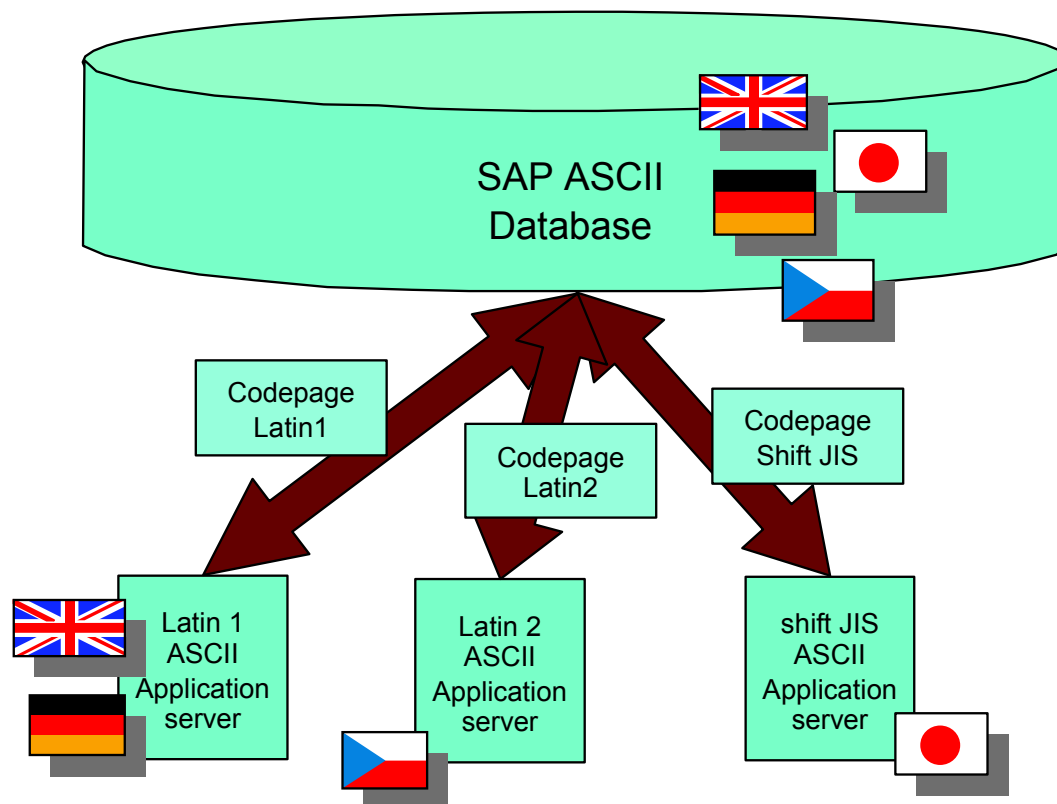 SAP ASCII
Database
Codepage
Latin1
Codepage
Latin2
Codepage
Shift JIS
Latin 1
ASCII
Application
server
Latin 2
ASCII
Application
server
shift JIS
ASCII
Application
server